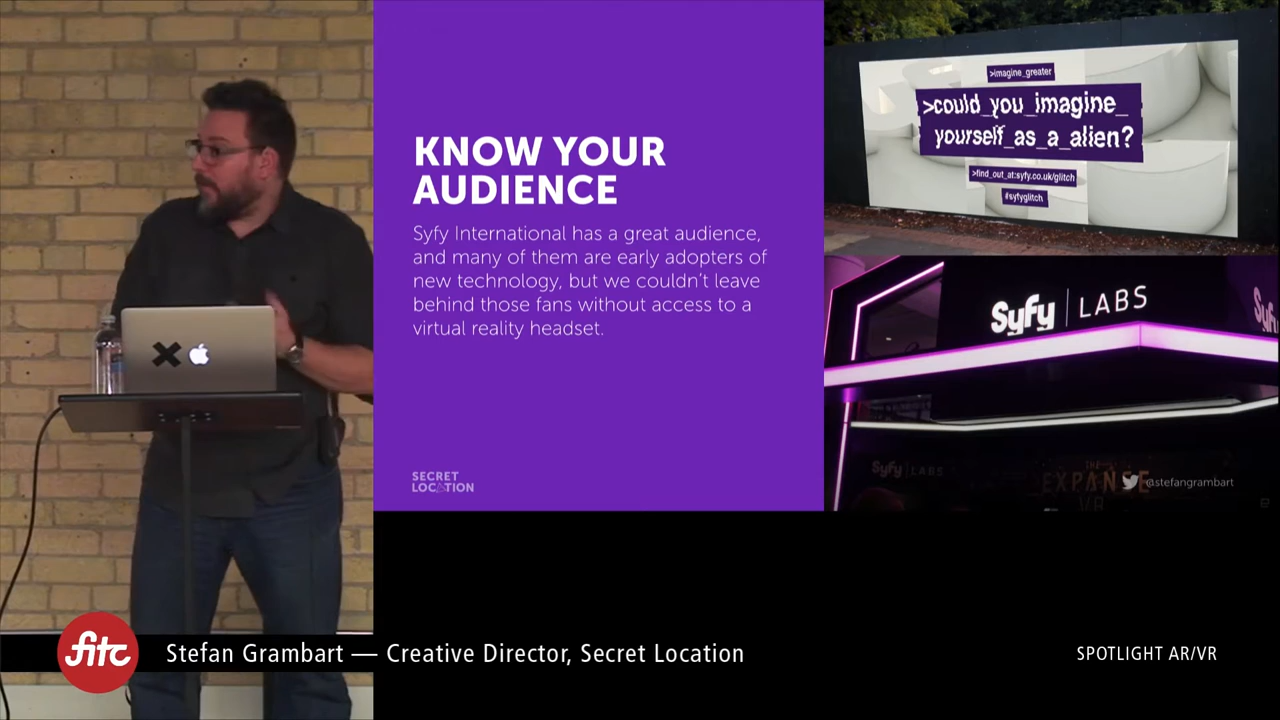 KNOW YOUR
AUDIENCE
Syfy International has a great audience,
and many of them are early adopters of
new technology, but we couldn't leave
behind those fans without access to a
virtual reality headset.
SECRET
LOCATION
>imagine_greater
>could_you_imagine_
yourself_as_a_alien?
>find_out_at:syfy.co.uk/glitch
#syfyglitch
Syfy | LABS
Syfy | LABS
THE
EXPANSE
VR
@stefangrambart
fitc
Stefan Grambart — Creative Director, Secret Location
SPOTLIGHT AR/VR